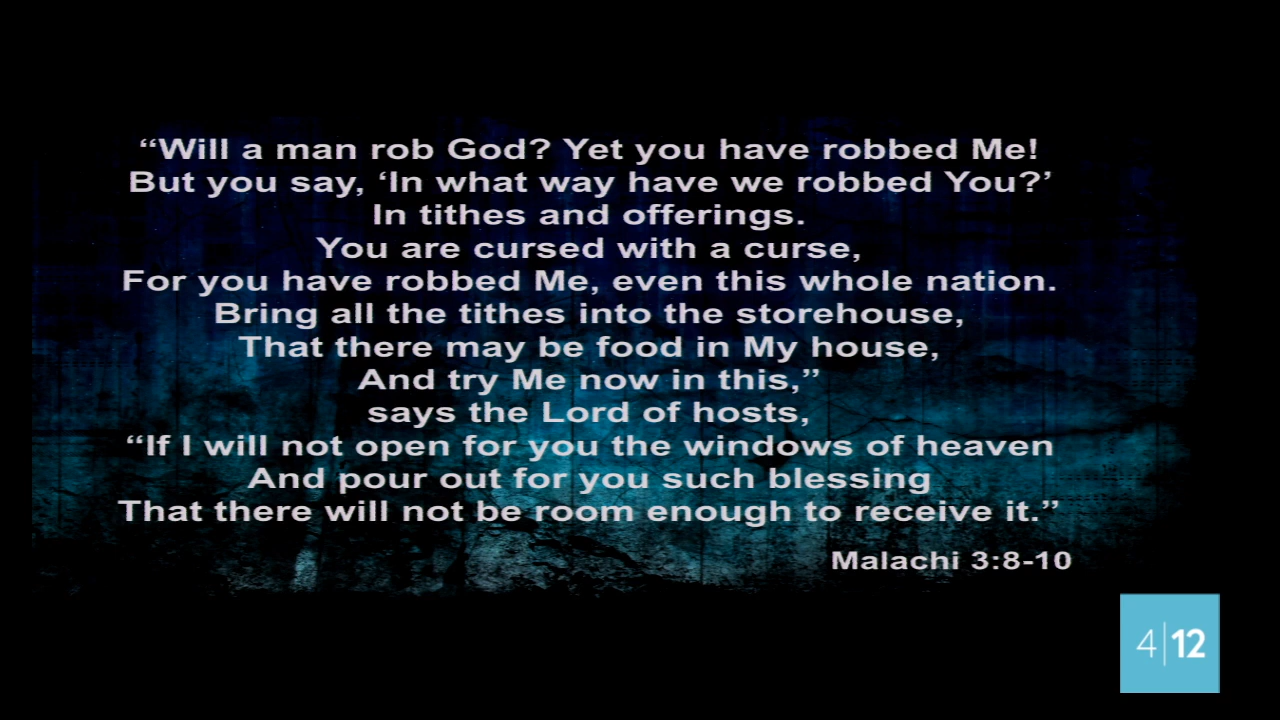 “Will a man rob God? Yet you have robbed Me!
But you say, ‘In what way have we robbed You?’
In tithes and offerings.
You are cursed with a curse,
For you have robbed Me, even this whole nation.
Bring all the tithes into the storehouse,
That there may be food in My house,
And try Me now in this,”
says the Lord of hosts,
“If I will not open for you the windows of heaven
And pour out for you such blessing
That there will not be room enough to receive it.”
Malachi 3:8-10
4|12